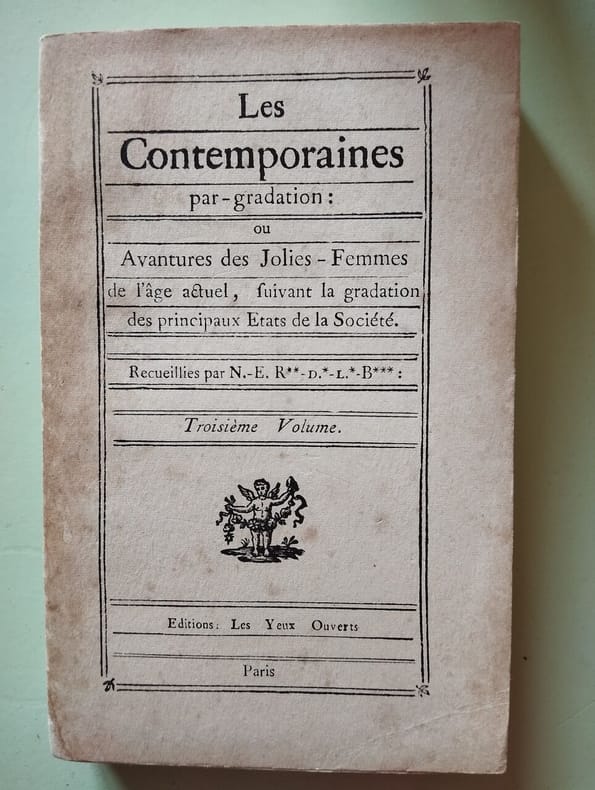 Les
Contemporaines
par-gradation :
ou
Avantures des Jolies - Femmes
de l'âge actuel , ſuivant la gradation
des principaux Etats de la Société.
Recueillies par N.-E. R**-D.*-L.*-B*** :
Troisième Volume.
Editions: Les Yeux Ouverts
Paris